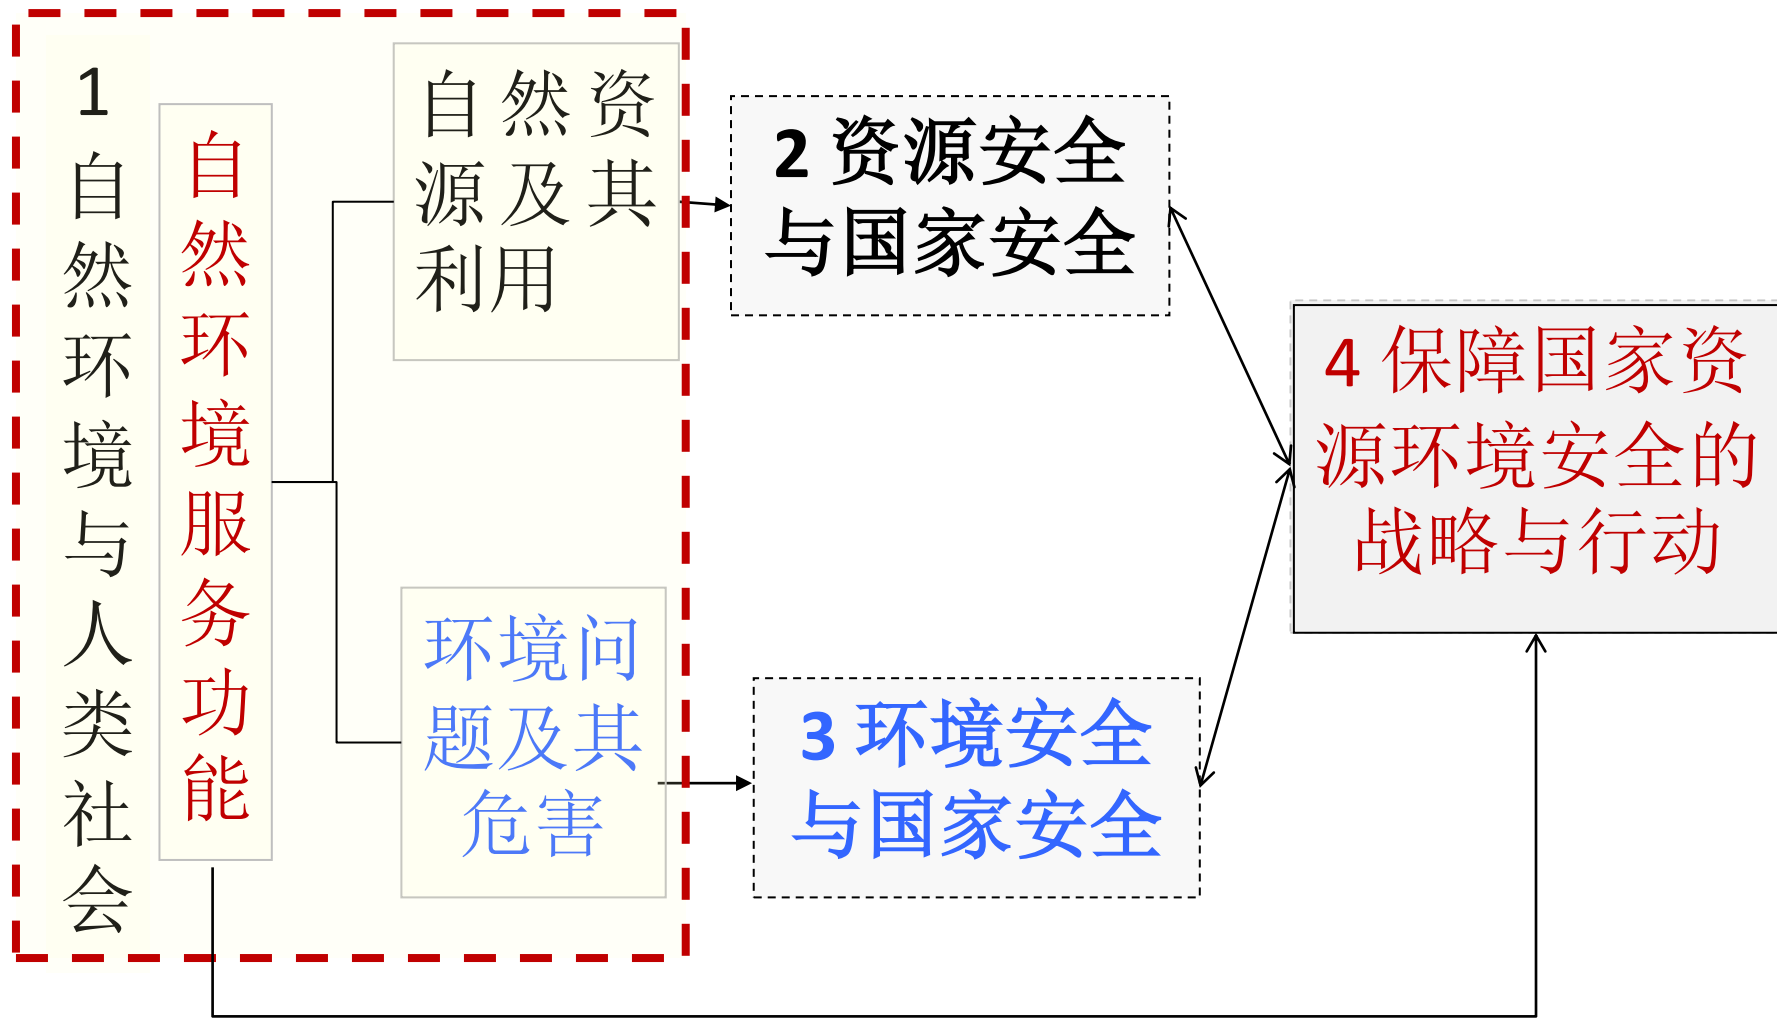 1自然环境与人类社会
自然环境服务功能
自然资
源及其
利用
环境问
题及其
危害
2 资源安全
与国家安全
3 环境安全
与国家安全
4 保障国家资
源环境安全的
战略与行动